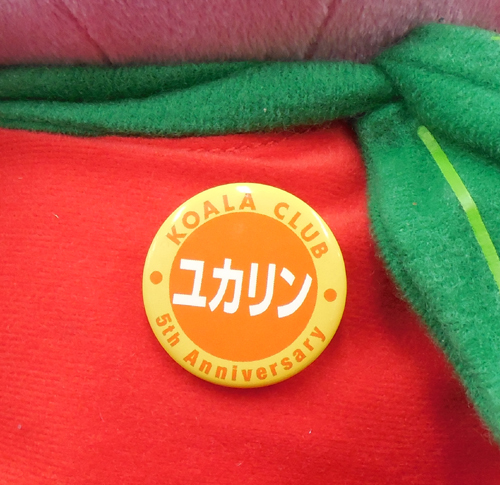 KOALA CLUB
ユカリン
5th Anniversary